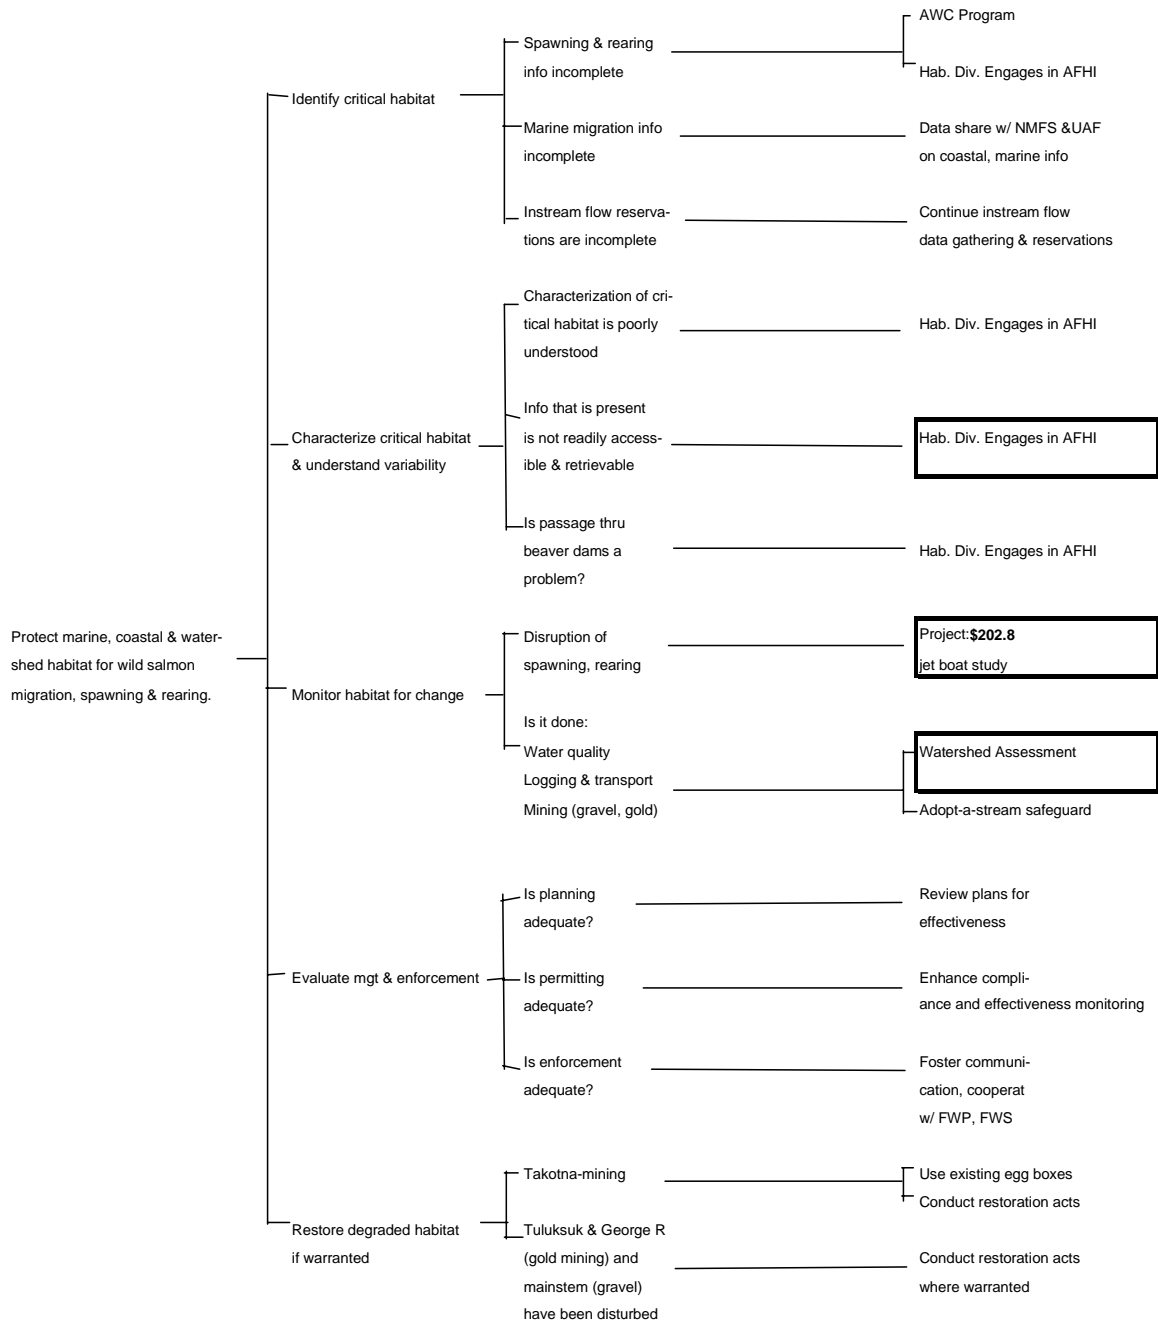 AWC Program
Spawning & rearing
info incomplete
Hab. Div. Engages in AFHI
Identify critical habitat
Marine migration info
incomplete
Data share w/ NMFS &UAF
on coastal, marine info
Instream flow reserva-
tions are incomplete
Continue instream flow
data gathering & reservations
Characterization of cri-
tical habitat is poorly
understood
Hab. Div. Engages in AFHI
Characterize critical habitat
& understand variability
Info that is present
is not readily access-
ible & retrievable
Hab. Div. Engages in AFHI
Is passage thru
beaver dams a
problem?
Hab. Div. Engages in AFHI
Protect marine, coastal & water-
shed habitat for wild salmon
migration, spawning & rearing.
Monitor habitat for change
Disruption of
spawning, rearing
Project:$202.8
jet boat study
Is it done:
Water quality
Logging & transport
Mining (gravel, gold)
Watershed Assessment
Adopt-a-stream safeguard
Evaluate mgt & enforcement
Is planning
adequate?
Review plans for
effectiveness
Is permitting
adequate?
Enhance compli-
ance and effectiveness monitoring
Is enforcement
adequate?
Foster communi-
cation, cooperat
w/ FWP, FWS
Restore degraded habitat
if warranted
Takotna-mining
Use existing egg boxes
Conduct restoration acts
Tuluksuk & George R
(gold mining) and
mainstem (gravel)
have been disturbed
Conduct restoration acts
where warranted